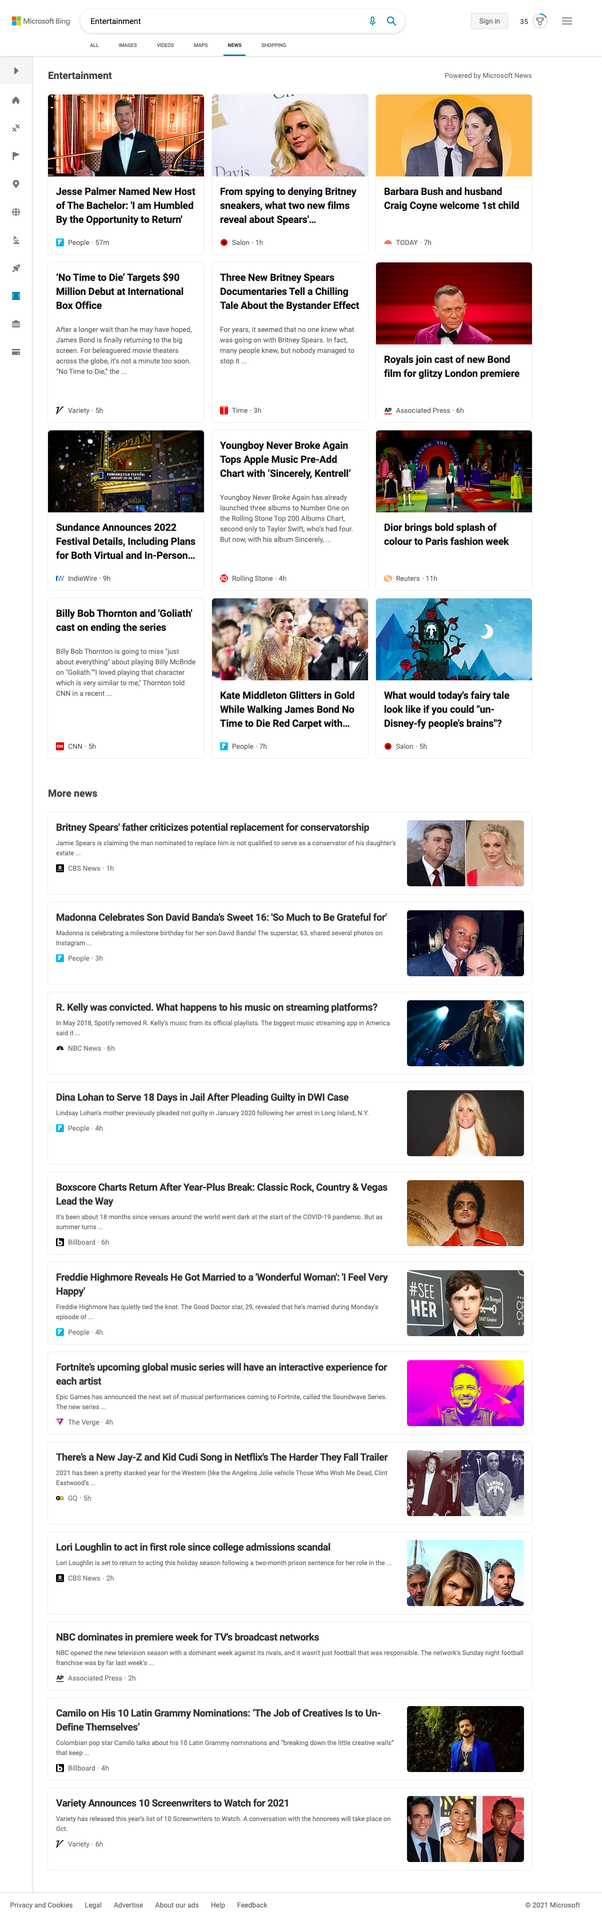 Microsoft Bing
Entertainment
Sign in
35
ALL
IMAGES
VIDEOS
MAPS
NEWS
SHOPPING
Entertainment
Powered by Microsoft News
Jesse Palmer Named New Host
of The Bachelor: 'I am Humbled
By the Opportunity to Return'
People · 57m
Davis
From spying to denying Britney
sneakers, what two new films
reveal about Spears'...
Salon · 1h
Barbara Bush and husband
Craig Coyne welcome 1st child
TODAY · 7h
‘No Time to Die’ Targets $90
Million Debut at International
Box Office
After a longer wait than he may have hoped,
James Bond is finally returning to the big
screen. For beleaguered movie theaters
across the globe, it's not a minute too soon.
“No Time to Die,” the ...
Variety · 5h
Three New Britney Spears
Documentaries Tell a Chilling
Tale About the Bystander Effect
For years, it seemed that no one knew what
was going on with Britney Spears. In fact,
many people knew, but nobody managed to
stop it ...
Time · 3h
Royals join cast of new Bond
film for glitzy London premiere
AP
Associated Press · 6h
Sundance Announces 2022
Festival Details, Including Plans
for Both Virtual and In-Person...
IW
IndieWire · 9h
Youngboy Never Broke Again
Tops Apple Music Pre-Add
Chart with ‘Sincerely, Kentrell’
Youngboy Never Broke Again has already
launched three albums to Number One on
the Rolling Stone Top 200 Albums Chart,
second only to Taylor Swift, who's had four.
But now, with his album Sincerely, ...
Rolling Stone · 4h
Dior brings bold splash of
colour to Paris fashion week
Reuters · 11h
Billy Bob Thornton and 'Goliath'
cast on ending the series
Billy Bob Thornton is going to miss "just
about everything" about playing Billy McBride
on "Goliath.""I loved playing that character
which is very similar to me," Thornton told
CNN in a recent ...
CNN · 5h
Kate Middleton Glitters in Gold
While Walking James Bond No
Time to Die Red Carpet with...
People · 7h
What would today's fairy tale
look like if you could "un-
Disney-fy people's brains"?
Salon · 5h
More news
Britney Spears' father criticizes potential replacement for conservatorship
Jamie Spears is claiming the man nominated to replace him is not qualified to serve as a conservator of his daughter's
estate ...
CBS News · 1h
Madonna Celebrates Son David Banda's Sweet 16: 'So Much to Be Grateful for'
Madonna is celebrating a milestone birthday for her son David Banda! The superstar, 63, shared several photos on
Instagram ...
People · 3h
R. Kelly was convicted. What happens to his music on streaming platforms?
In May 2018, Spotify removed R. Kelly's music from its official playlists. The biggest music streaming app in America
said it ...
NBC News · 6h
Dina Lohan to Serve 18 Days in Jail After Pleading Guilty in DWI Case
Lindsay Lohan's mother previously pleaded not guilty in January 2020 following her arrest in Long Island, N.Y.
People · 4h
Boxscore Charts Return After Year-Plus Break: Classic Rock, Country & Vegas
Lead the Way
It's been about 18 months since venues around the world went dark at the start of the COVID-19 pandemic. But as
summer turns ...
Billboard · 6h
Freddie Highmore Reveals He Got Married to a 'Wonderful Woman': 'I Feel Very
Happy'
Freddie Highmore has quietly tied the knot. The Good Doctor star, 29, revealed that he's married during Monday's
episode of ...
People · 4h
#SEE
HER
Fortnite's upcoming global music series will have an interactive experience for
each artist
Epic Games has announced the next set of musical performances coming to Fortnite, called the Soundwave Series.
The new series ...
The Verge · 4h
There's a New Jay-Z and Kid Cudi Song in Netflix's The Harder They Fall Trailer
2021 has been a pretty stacked year for the Western (like the Angelina Jolie vehicle Those Who Wish Me Dead, Clint
Eastwood's ...
GQ · 5h
Lori Loughlin to act in first role since college admissions scandal
Lori Loughlin is set to return to acting this holiday season following a two-month prison sentence for her role in the ...
CBS News · 2h
NBC dominates in premiere week for TV's broadcast networks
NBC opened the new television season with a dominant week against its rivals, and it wasn't just football that was responsible. The network's Sunday night football
franchise was by far last week's ...
AP
Associated Press · 2h
Camilo on His 10 Latin Grammy Nominations: ‘The Job of Creatives Is to Un-
Define Themselves’
Colombian pop star Camilo talks about his 10 Latin Grammy nominations and "breaking down the little creative walls"
that keep ...
Billboard · 4h
Variety Announces 10 Screenwriters to Watch for 2021
Variety has released this year's list of 10 Screenwriters to Watch. A conversation with the honorees will take place on
Oct.
Variety · 6h
Privacy and Cookies
Legal
Advertise
About our ads
Help
Feedback
© 2021 Microsoft